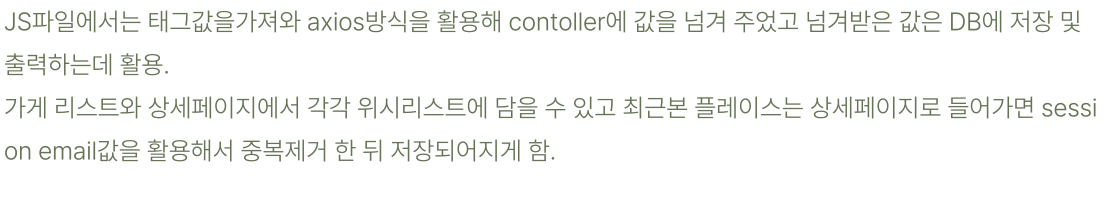 JS파일에서는 태그값을가져와 axios방식을 활용해 contoller에 값을 넘겨 주었고 넘겨받은 값은 DB에 저장 및
출력하는데 활용.
가게 리스트와 상세페이지에서 각각 위시리스트에 담을 수 있고 최근본 플레이스는 상세페이지로 들어가면 sessi
on email값을 활용해서 중복제거 한 뒤 저장되어지게 함.